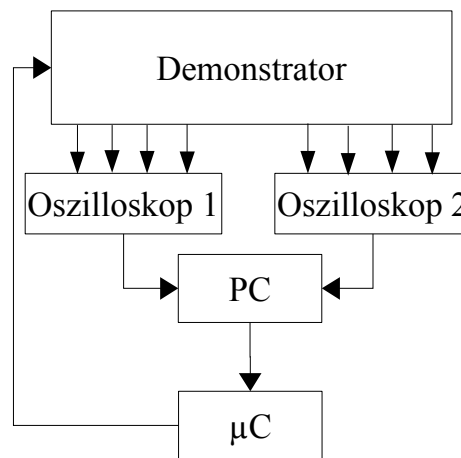 Demonstrator
Oszilloskop 1
Oszilloskop 2
PC
µC